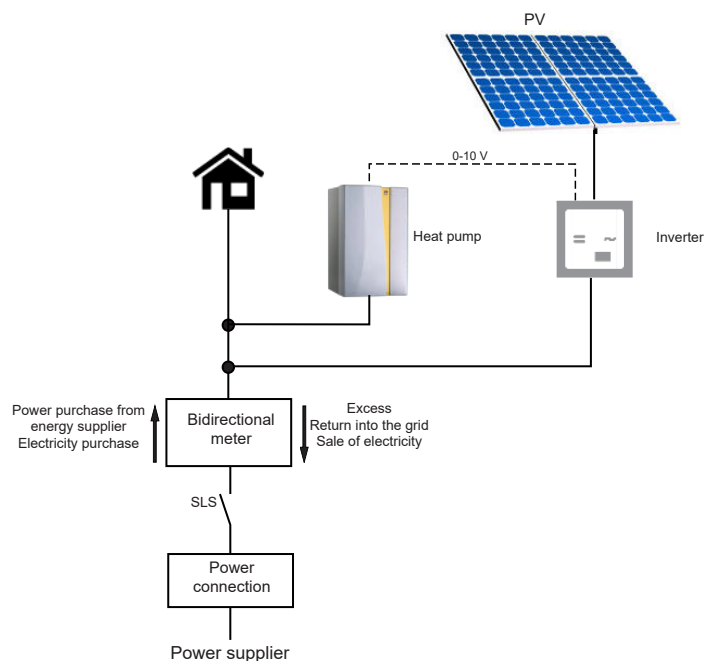 PV
0-10 V
Heat pump
= ~
Inverter
Power purchase from
energy supplier
Electricity purchase
Bidirectional
meter
Excess
Return into the grid
Sale of electricity
SLS
Power
connection
Power supplier